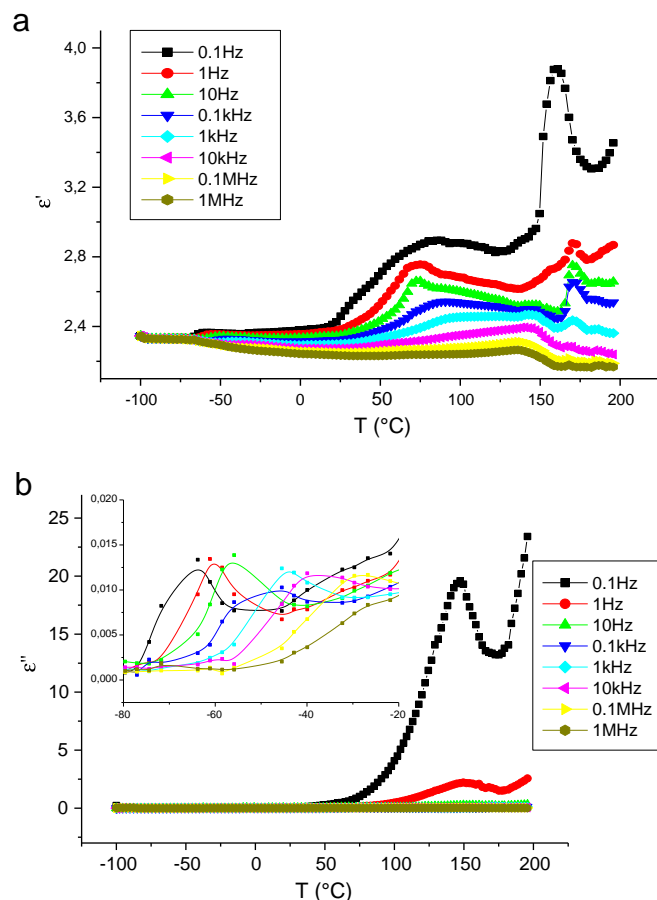 a
4,0
3,6
3,2
2,8
2,4
ε'
0.1Hz
1Hz
10Hz
0.1kHz
1kHz
10kHz
0.1MHz
1MHz
-100
-50
0
50
100
150
200
T (°C)
b
25
20
15
10
5
0
ε''
0,020
0,015
0,010
0,005
0,000
-80
-60
-40
-20
0.1Hz
1Hz
10Hz
0.1kHz
1kHz
10kHz
0.1MHz
1MHz
-100
-50
0
50
100
150
200
T (°C)